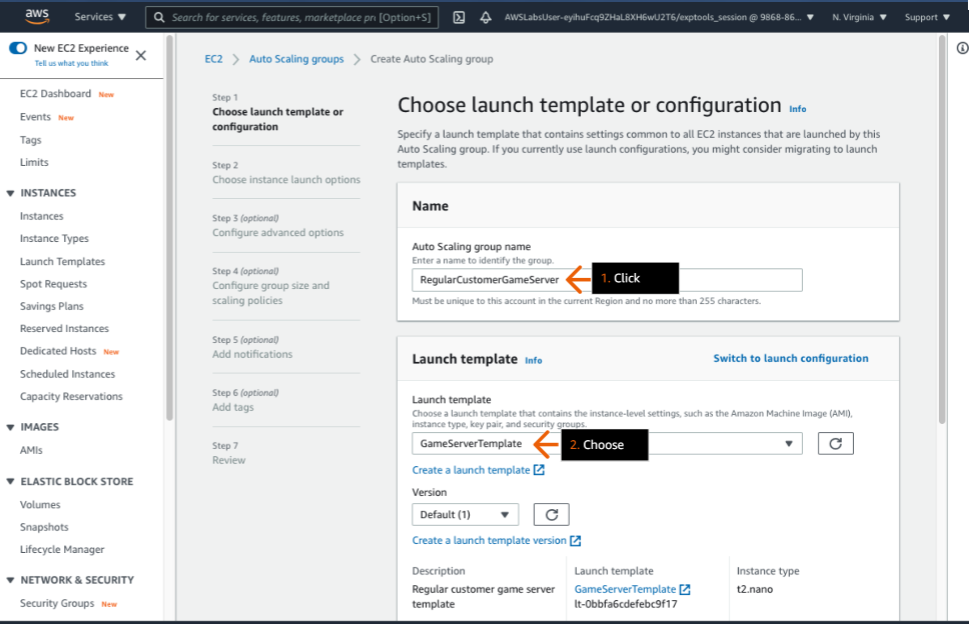 aws
Services
Search for services, features, marketplace pn [Option+S]
AWSLabsUser-eyihuFcq9ZHaL8XH6wU2T6/exptools_session @ 9868-86...
N. Virginia
Support
New EC2 Experience
Tell us what you think
EC2 Dashboard New
Events New
Tags
Limits
INSTANCES
Instances
Instance Types
Launch Templates
Spot Requests
Savings Plans
Reserved Instances
Dedicated Hosts New
Scheduled Instances
Capacity Reservations
IMAGES
AMIs
ELASTIC BLOCK STORE
Volumes
Snapshots
Lifecycle Manager
NETWORK & SECURITY
Security Groups New
EC2 > Auto Scaling groups > Create Auto Scaling group
Step 1
Choose launch template or
configuration
Step 2
Choose instance launch options
Step 3 (optional)
Configure advanced options
Step 4 (optional)
Configure group size and
scaling policies
Step 5 (optional)
Add notifications
Step 6 (optional)
Add tags
Step 7
Review
Choose launch template or configuration Info
Specify a launch template that contains settings common to all EC2 instances that are launched by this
Auto Scaling group. If you currently use launch configurations, you might consider migrating to launch
templates.
Name
Auto Scaling group name
Enter a name to identify the group.
RegularCustomerGameServer
1. Click
Must be unique to this account in the current Region and no more than 255 characters.
Launch template Info
Switch to launch configuration
Launch template
Choose a launch template that contains the instance-level settings, such as the Amazon Machine Image (AMI),
instance type, key pair, and security groups.
GameServerTemplate
2. Choose
Create a launch template
Version
Default (1)
Create a launch template version
Description
Regular customer game server
template
Launch template
GameServerTemplate
lt-0bbfa6cdefebc9f17
Instance type
t2.nano